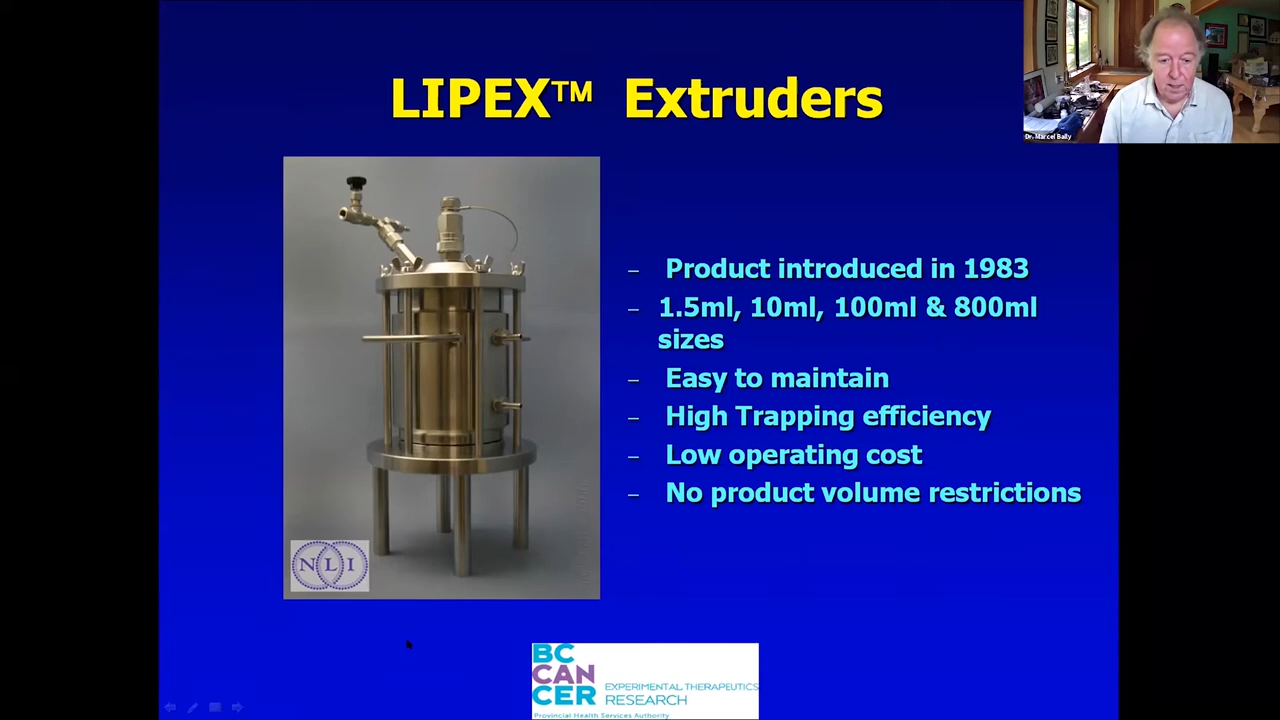 LIPEX™ Extruders
Dr. Marcel Bally
– Product introduced in 1983
– 1.5ml, 10ml, 100ml & 800ml
sizes
– Easy to maintain
– High Trapping efficiency
– Low operating cost
– No product volume restrictions
NLI
BC
CAN
CER
EXPERIMENTAL THERAPEUTICS
RESEARCH
Provincial Health Services Authority